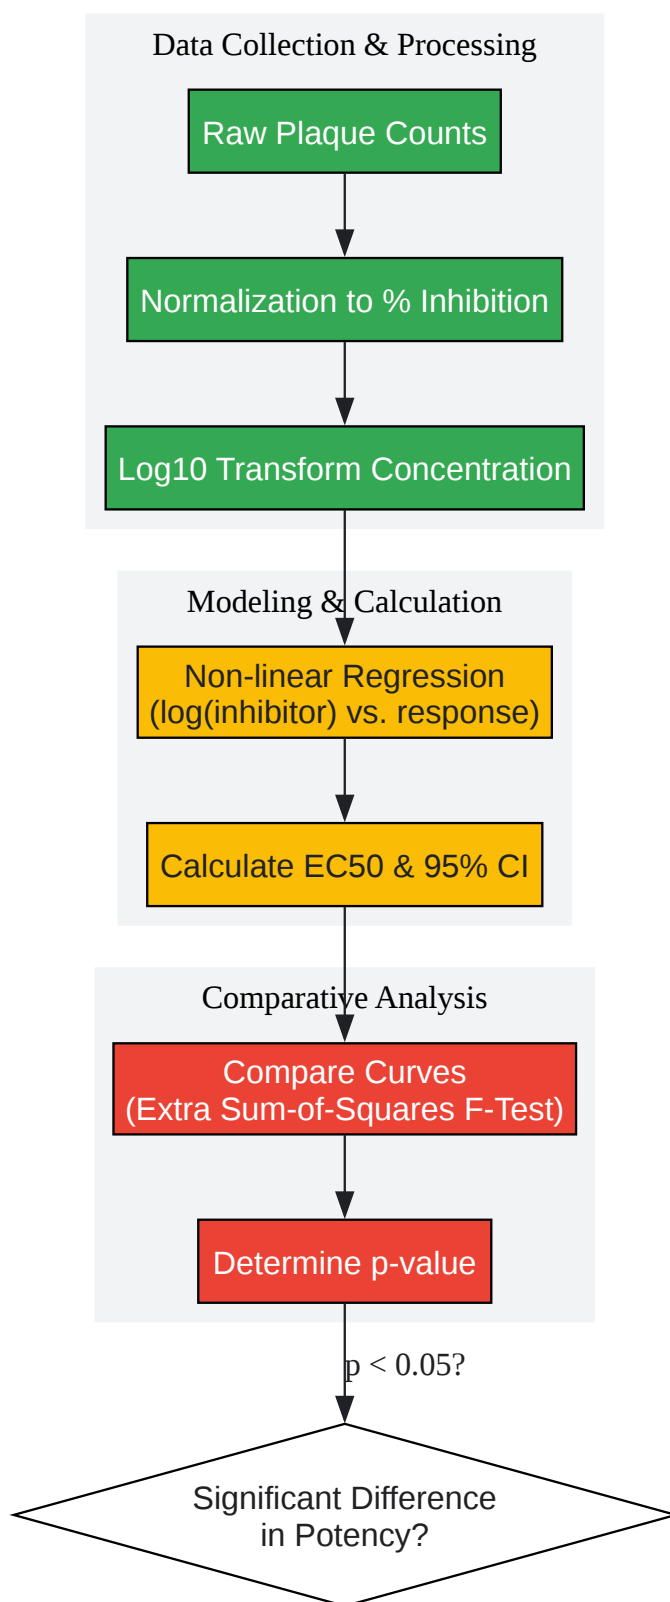 Data Collection & Processing
Raw Plaque Counts
Normalization to % Inhibition
Log10 Transform Concentration
Modeling & Calculation
Non-linear Regression
(log(inhibitor) vs. response)
Calculate EC50 & 95% CI
Comparative Analysis
Compare Curves
(Extra Sum-of-Squares F-Test)
Determine p-value
p < 0.05?
Significant Difference
in Potency?